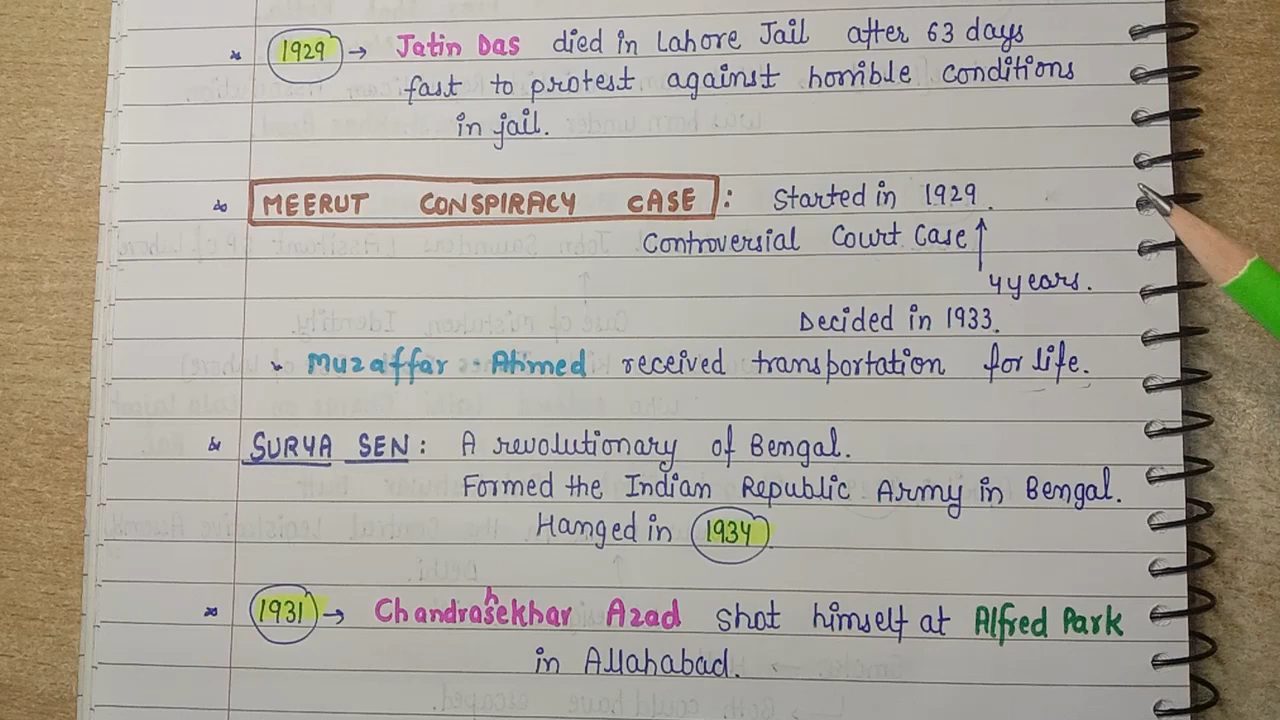 * 1929 → Jatin Das died in Lahore Jail after 63 days
fast to protest against horrible conditions
in jail.
* MEERUT CONSPIRACY CASE : Started in 1929.
Controversial Court Case ↑
4 years.
Decided in 1933.
Muzaffar Ahmed received transportation for life.
* SURYA SEN : A revolutionary of Bengal.
Formed the Indian Republic Army in Bengal.
Hanged in 1934
* 1931 → Chandrashekhar Azad shot himself at Alfred Park
in Allahabad.